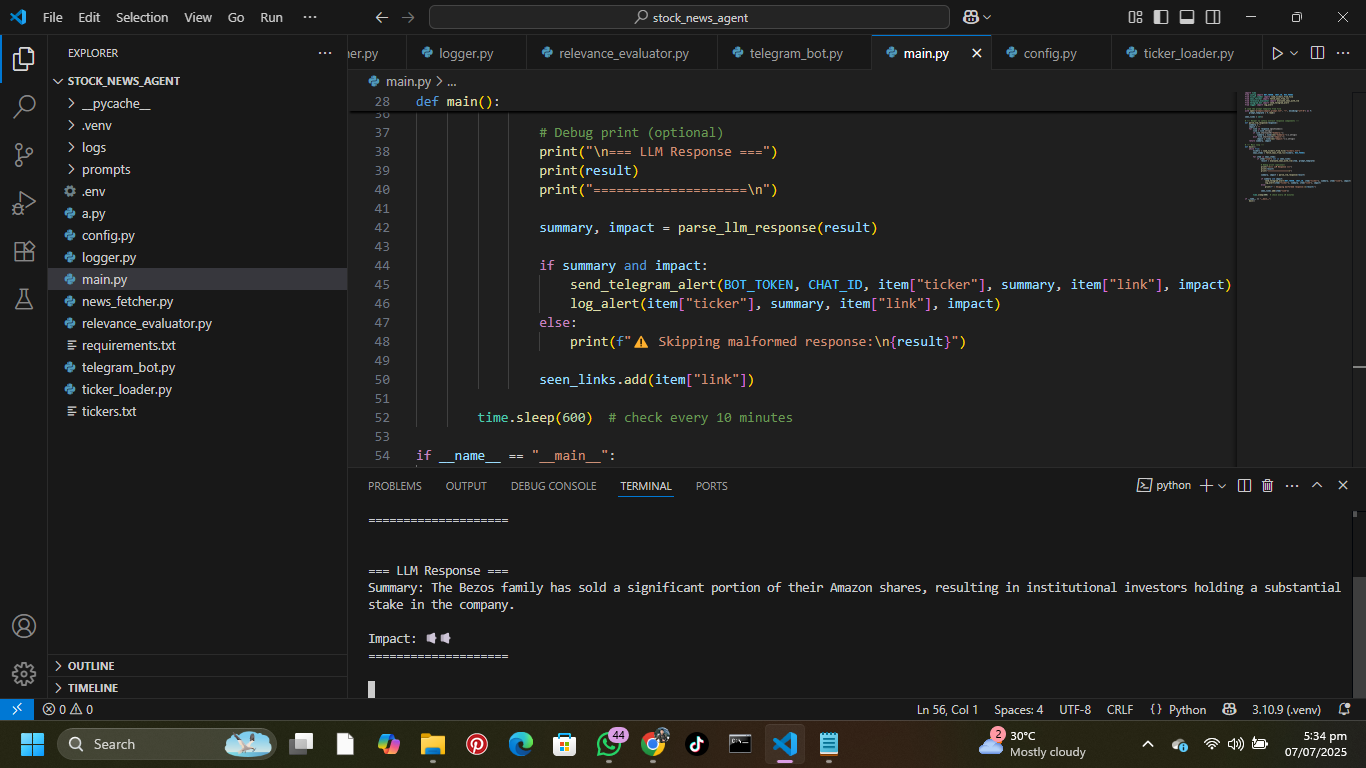 File Edit Selection View Go Run ···
stock_news_agent
EXPLORER ···
STOCK_NEWS_AGENT
__pycache__
.venv
logs
prompts
.env
a.py
config.py
logger.py
main.py
news_fetcher.py
relevance_evaluator.py
requirements.txt
telegram_bot.py
ticker_loader.py
tickers.txt
OUTLINE
TIMELINE
er.py logger.py relevance_evaluator.py telegram_bot.py main.py config.py ticker_loader.py ···
main.py > ...
28 def main():
36
37 # Debug print (optional)
38 print("\n=== LLM Response ===")
39 print(result)
40 print("====================\n")
41
42 summary, impact = parse_llm_response(result)
43
44 if summary and impact:
45 send_telegram_alert(BOT_TOKEN, CHAT_ID, item["ticker"], summary, item["link"], impact)
46 log_alert(item["ticker"], summary, item["link"], impact)
47 else:
48 print(f"⚠️ Skipping malformed response:\n{result}")
49
50 seen_links.add(item["link"])
51
52 time.sleep(600)  # check every 10 minutes
53
54 if __name__ == "__main__":
PROBLEMS OUTPUT DEBUG CONSOLE TERMINAL PORTS python ···
====================
=== LLM Response ===
Summary: The Bezos family has sold a significant portion of their Amazon shares, resulting in institutional investors holding a substantial
stake in the company.
Impact:
====================
0 0 Ln 56, Col 1 Spaces: 4 UTF-8 CRLF {} Python 3.10.9 (.venv)
Search 44 2 30°C 5:34 pm
Mostly cloudy 07/07/2025